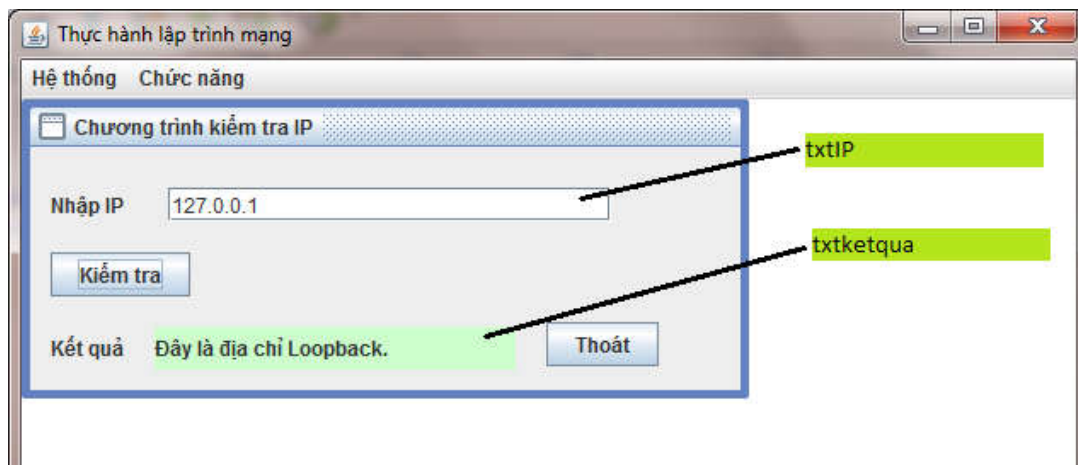 Thực hành lập trình mạng
Hệ thống Chức năng
Chương trình kiểm tra IP
txtIP
Nhập IP 127.0.0.1
txtketqua
Kiểm tra
Kết quả Đây là địa chỉ Loopback. Thoát